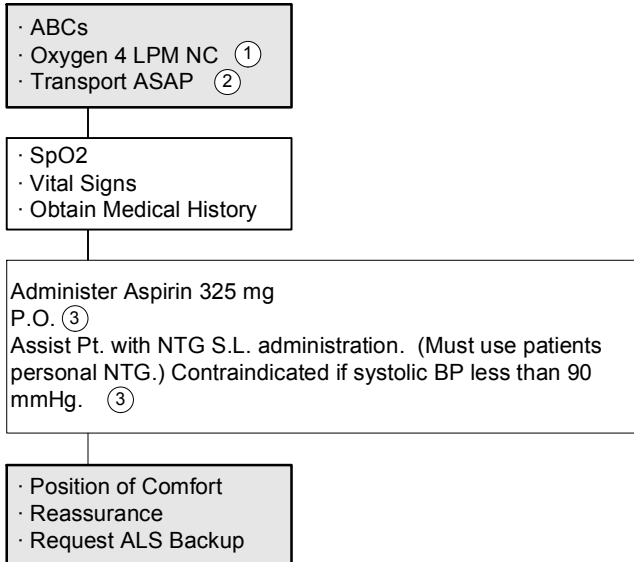 · ABCs
· Oxygen 4 LPM NC ①
· Transport ASAP ②
· SpO2
· Vital Signs
· Obtain Medical History
Administer Aspirin 325 mg
P.O. ③
Assist Pt. with NTG S.L. administration. (Must use patients
personal NTG.) Contraindicated if systolic BP less than 90
mmHg. ③
· Position of Comfort
· Reassurance
· Request ALS Backup